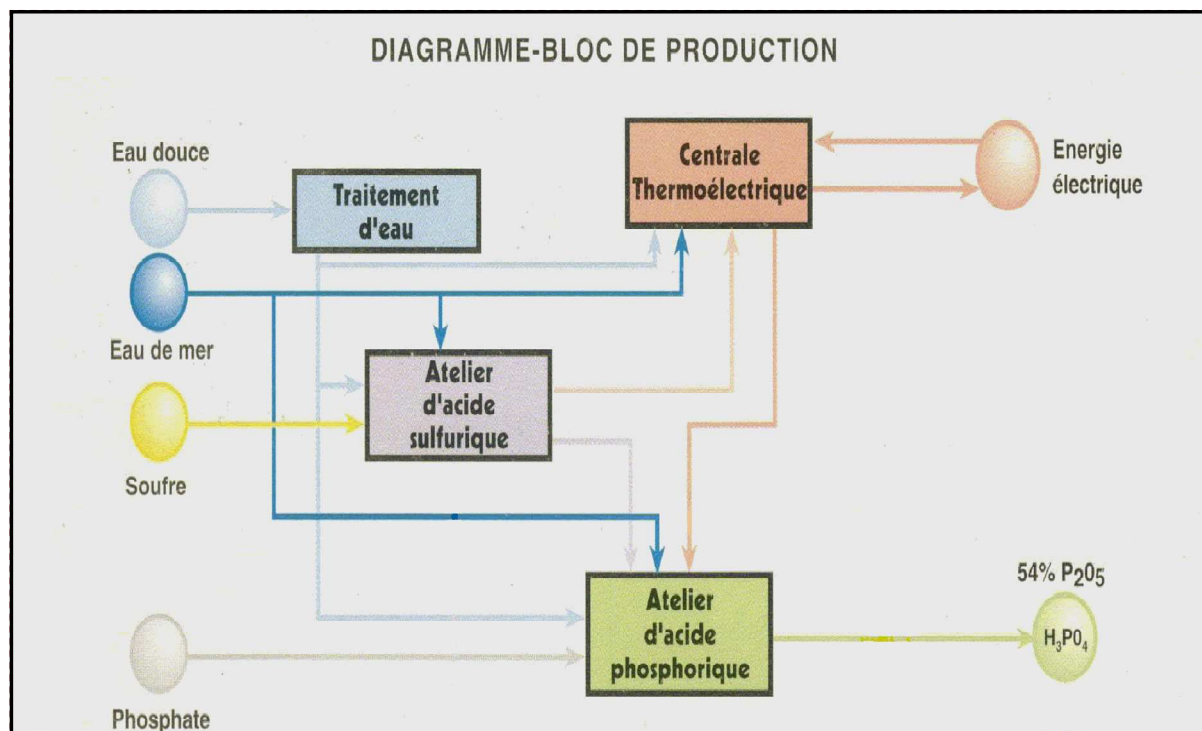 DIAGRAMME-BLOC DE PRODUCTION
Eau douce
Traitement
d'eau
Centrale
Thermoélectrique
Energie
électrique
Eau de mer
Atelier
d'acide
sulfurique
Soufre
Atelier
d'acide
phosphorique
54% P₂O₅
H₃PO₄
Phosphate